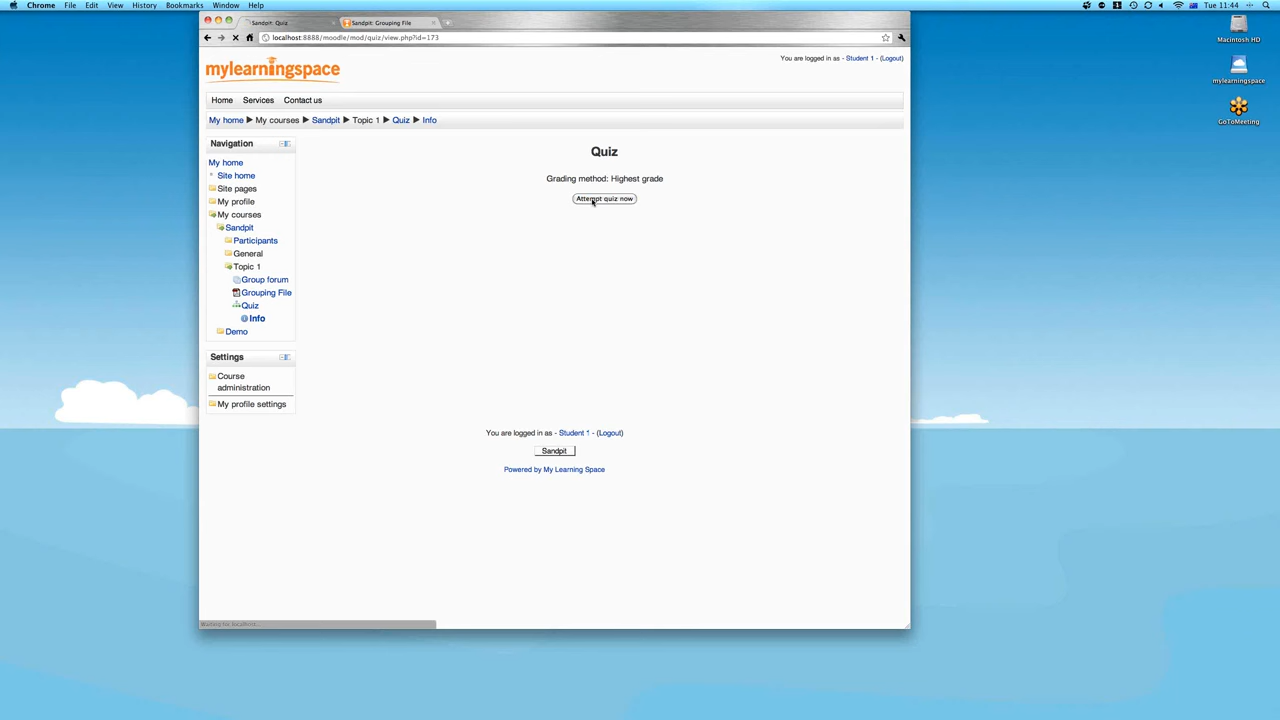 Chrome File Edit View History Bookmarks Window Help
Tue 11:44
Sandpit: Quiz
Sandpit: Grouping File
localhost:8888/moodle/mod/quiz/view.php?id=173
Macintosh HD
mylearningspace
GoToMeeting
mylearningspace
You are logged in as - Student 1 - (Logout)
Home Services Contact us
My home ▶ My courses ▶ Sandpit ▶ Topic 1 ▶ Quiz ▶ Info
Navigation
My home
Site home
Site pages
My profile
My courses
Sandpit
Participants
General
Topic 1
Group forum
Grouping File
Quiz
Info
Demo
Settings
Course
administration
My profile settings
Quiz
Grading method: Highest grade
Attempt quiz now
You are logged in as - Student 1 - (Logout)
Sandpit
Powered by My Learning Space
Waiting for localhost...